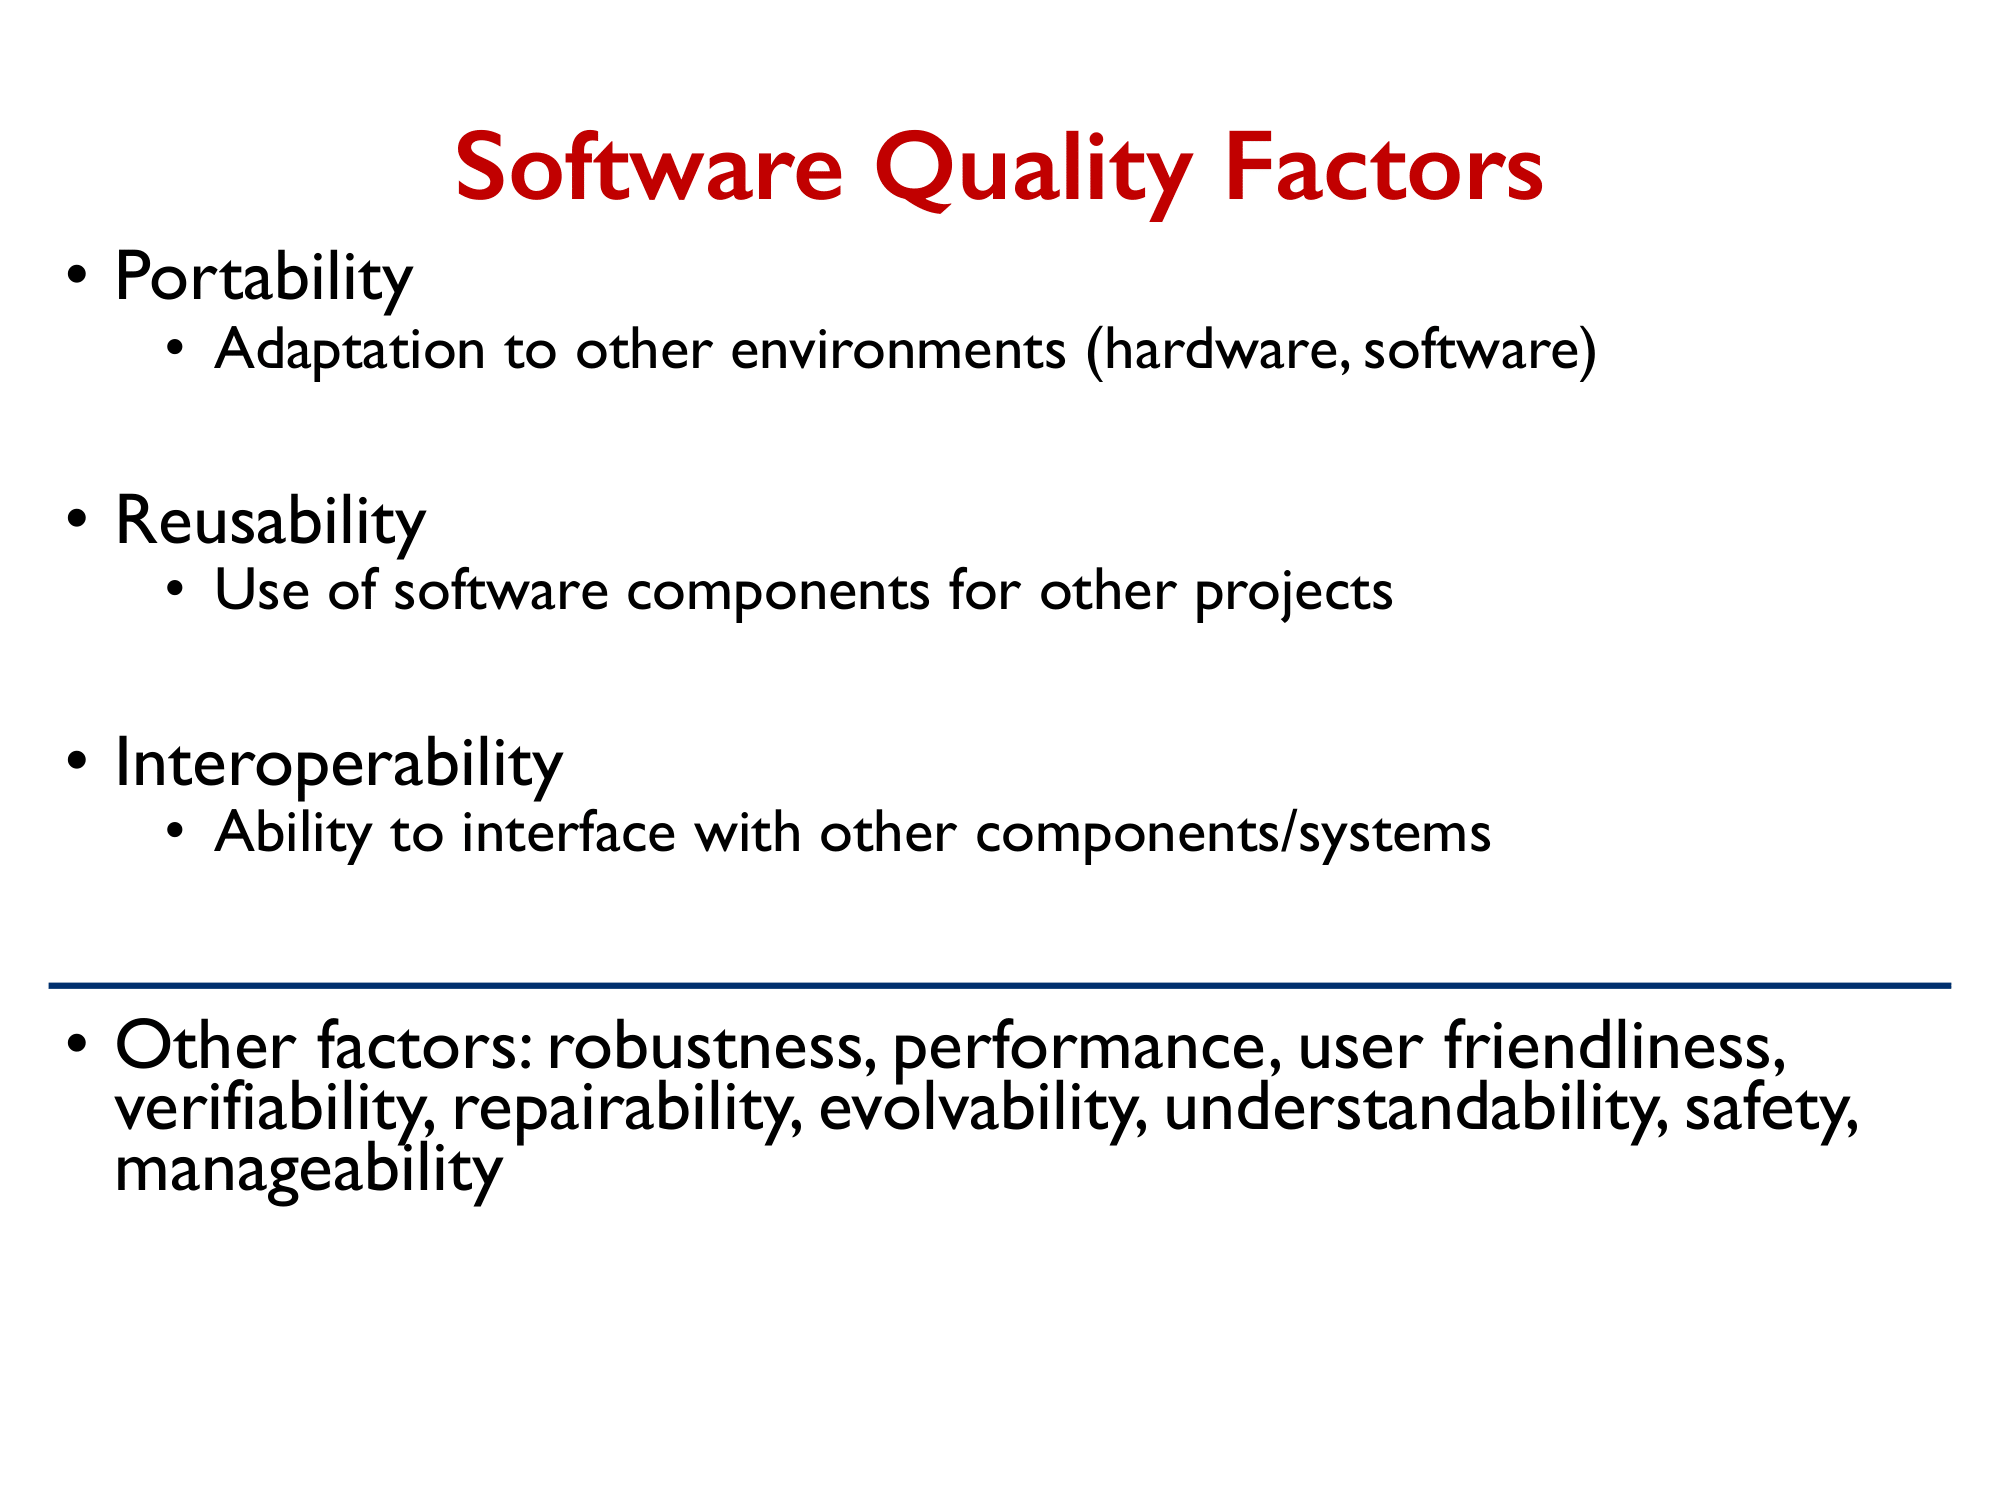 Software Quality Factors
• Portability
• Adaptation to other environments (hardware, software)
• Reusability
• Use of software components for other projects
• Interoperability
• Ability to interface with other components/systems
• Other factors: robustness, performance, user friendliness,
verifiability, repairability, evolvability, understandability, safety,
manageability